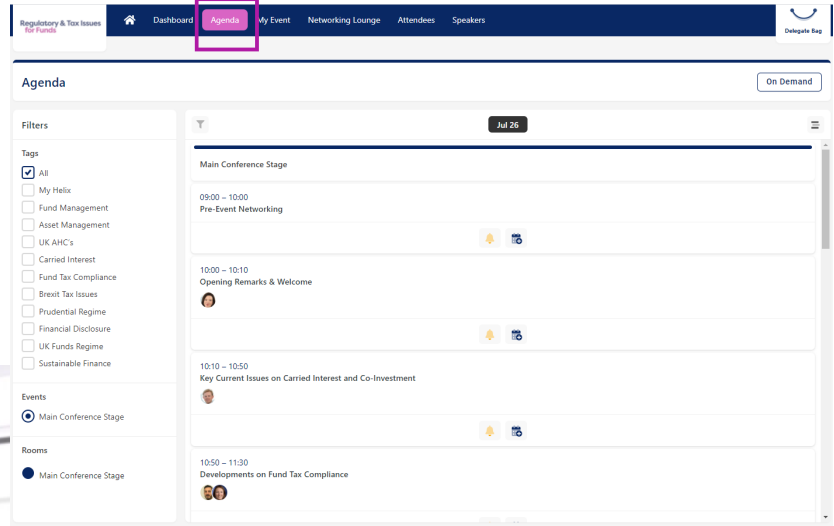 Regulatory & Tax Issues
for Funds
Dashboard
Agenda
My Event
Networking Lounge
Attendees
Speakers
Delegate Bag
Agenda
On Demand
Filters
Tags
All
My Helix
Fund Management
Asset Management
UK AHC's
Carried Interest
Fund Tax Compliance
Brexit Tax Issues
Prudential Regime
Financial Disclosure
UK Funds Regime
Sustainable Finance
Events
Main Conference Stage
Rooms
Main Conference Stage
Jul 26
Main Conference Stage
09:00 – 10:00
Pre-Event Networking
10:00 – 10:10
Opening Remarks & Welcome
10:10 – 10:50
Key Current Issues on Carried Interest and Co-Investment
10:50 – 11:30
Developments on Fund Tax Compliance